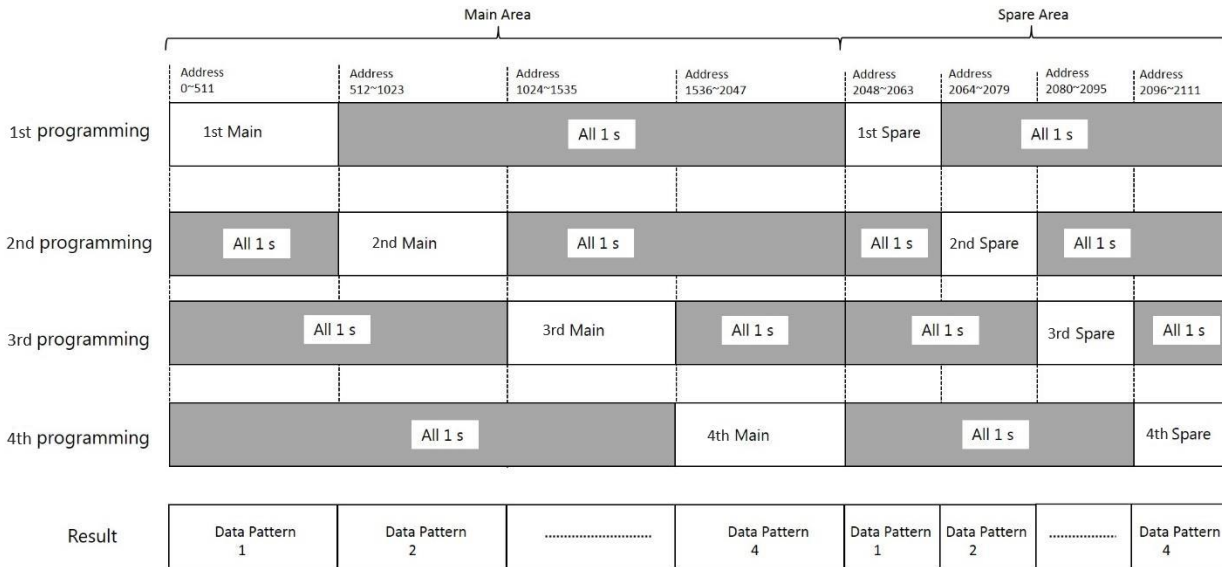 Main Area
Spare Area
Address
0~511
Address
512~1023
Address
1024~1535
Address
1536~2047
Address
2048~2063
Address
2064~2079
Address
2080~2095
Address
2096~2111
1st programming
1st Main
All 1 s
1st Spare
All 1 s
2nd programming
All 1 s
2nd Main
All 1 s
All 1 s
2nd Spare
All 1 s
3rd programming
All 1 s
3rd Main
All 1 s
All 1 s
3rd Spare
All 1 s
4th programming
All 1 s
4th Main
All 1 s
4th Spare
Result
Data Pattern
1
Data Pattern
2
............................
Data Pattern
4
Data Pattern
1
Data Pattern
2
......................
Data Pattern
4